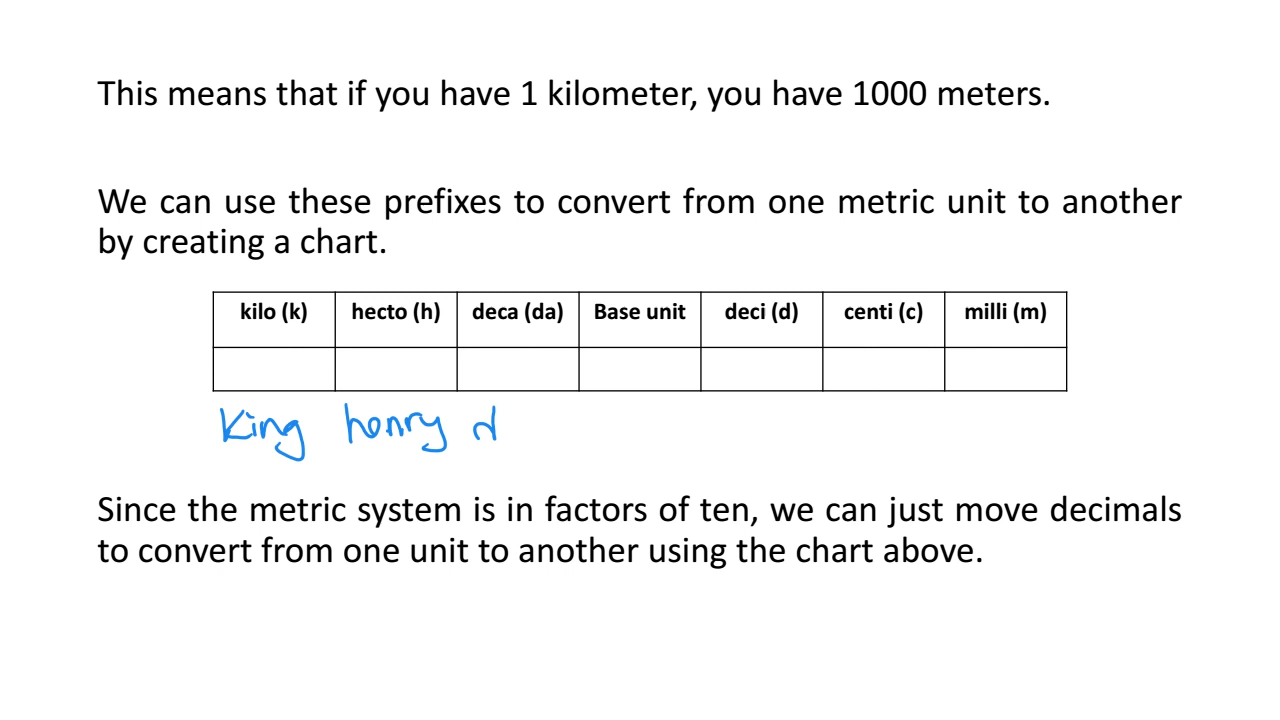 This means that if you have 1 kilometer, you have 1000 meters.
We can use these prefixes to convert from one metric unit to another
by creating a chart.
kilo (k) hecto (h) deca (da) Base unit deci (d) centi (c) milli (m)
King henry d
Since the metric system is in factors of ten, we can just move decimals
to convert from one unit to another using the chart above.